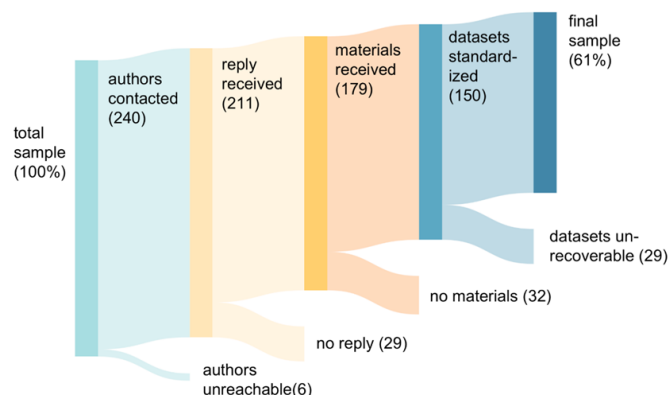 total
sample
(100%)
authors
contacted
(240)
authors
unreachable(6)
reply
received
(211)
no reply (29)
materials
received
(179)
no materials (32)
datasets
standard-
ized
(150)
datasets un-
recoverable (29)
final
sample
(61%)